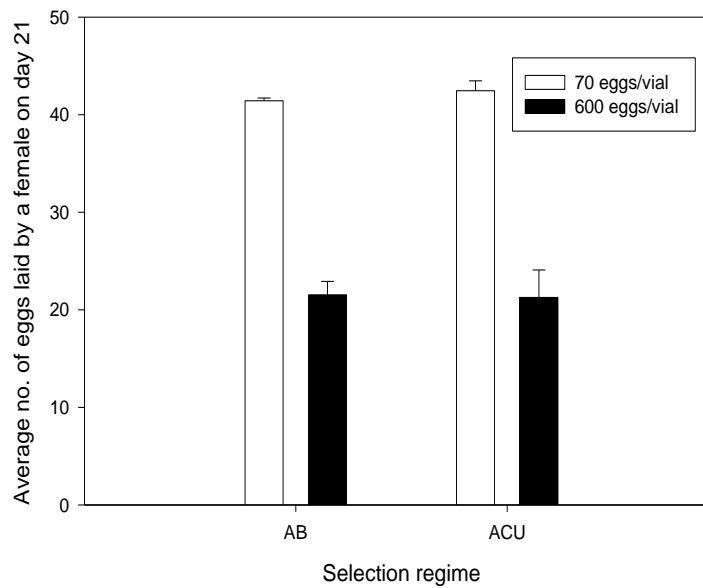 Average no. of eggs laid by a female on day 21
50
40
30
20
10
0
70 eggs/vial
600 eggs/vial
AB
ACU
Selection regime